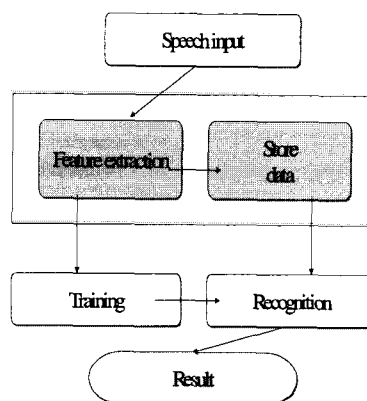 Speech input
Feature extraction
Store
data
Training
Recognition
Result